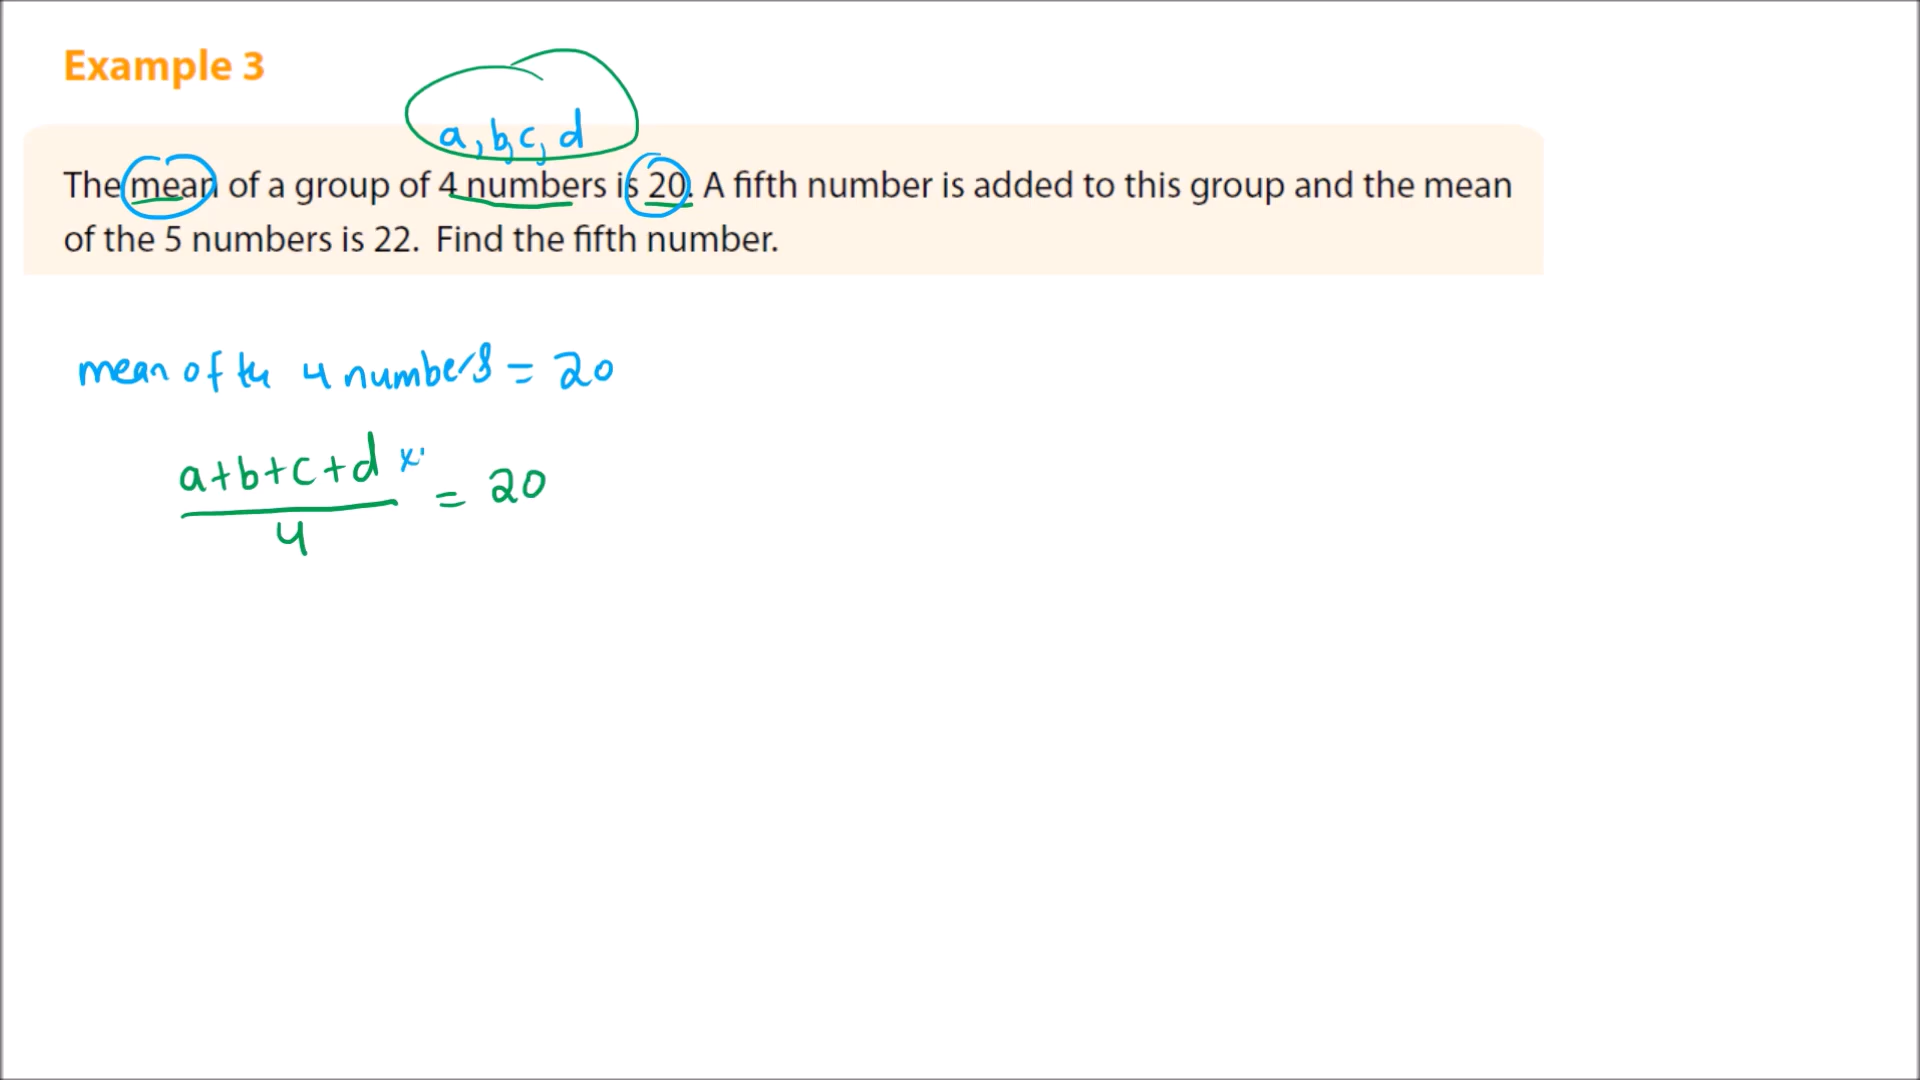 Example 3
a, b, c, d
The mean of a group of 4 numbers is 20. A fifth number is added to this group and the mean
of the 5 numbers is 22. Find the fifth number.
mean of the 4 numbers = 20
a+b+c+d x
= 20
4